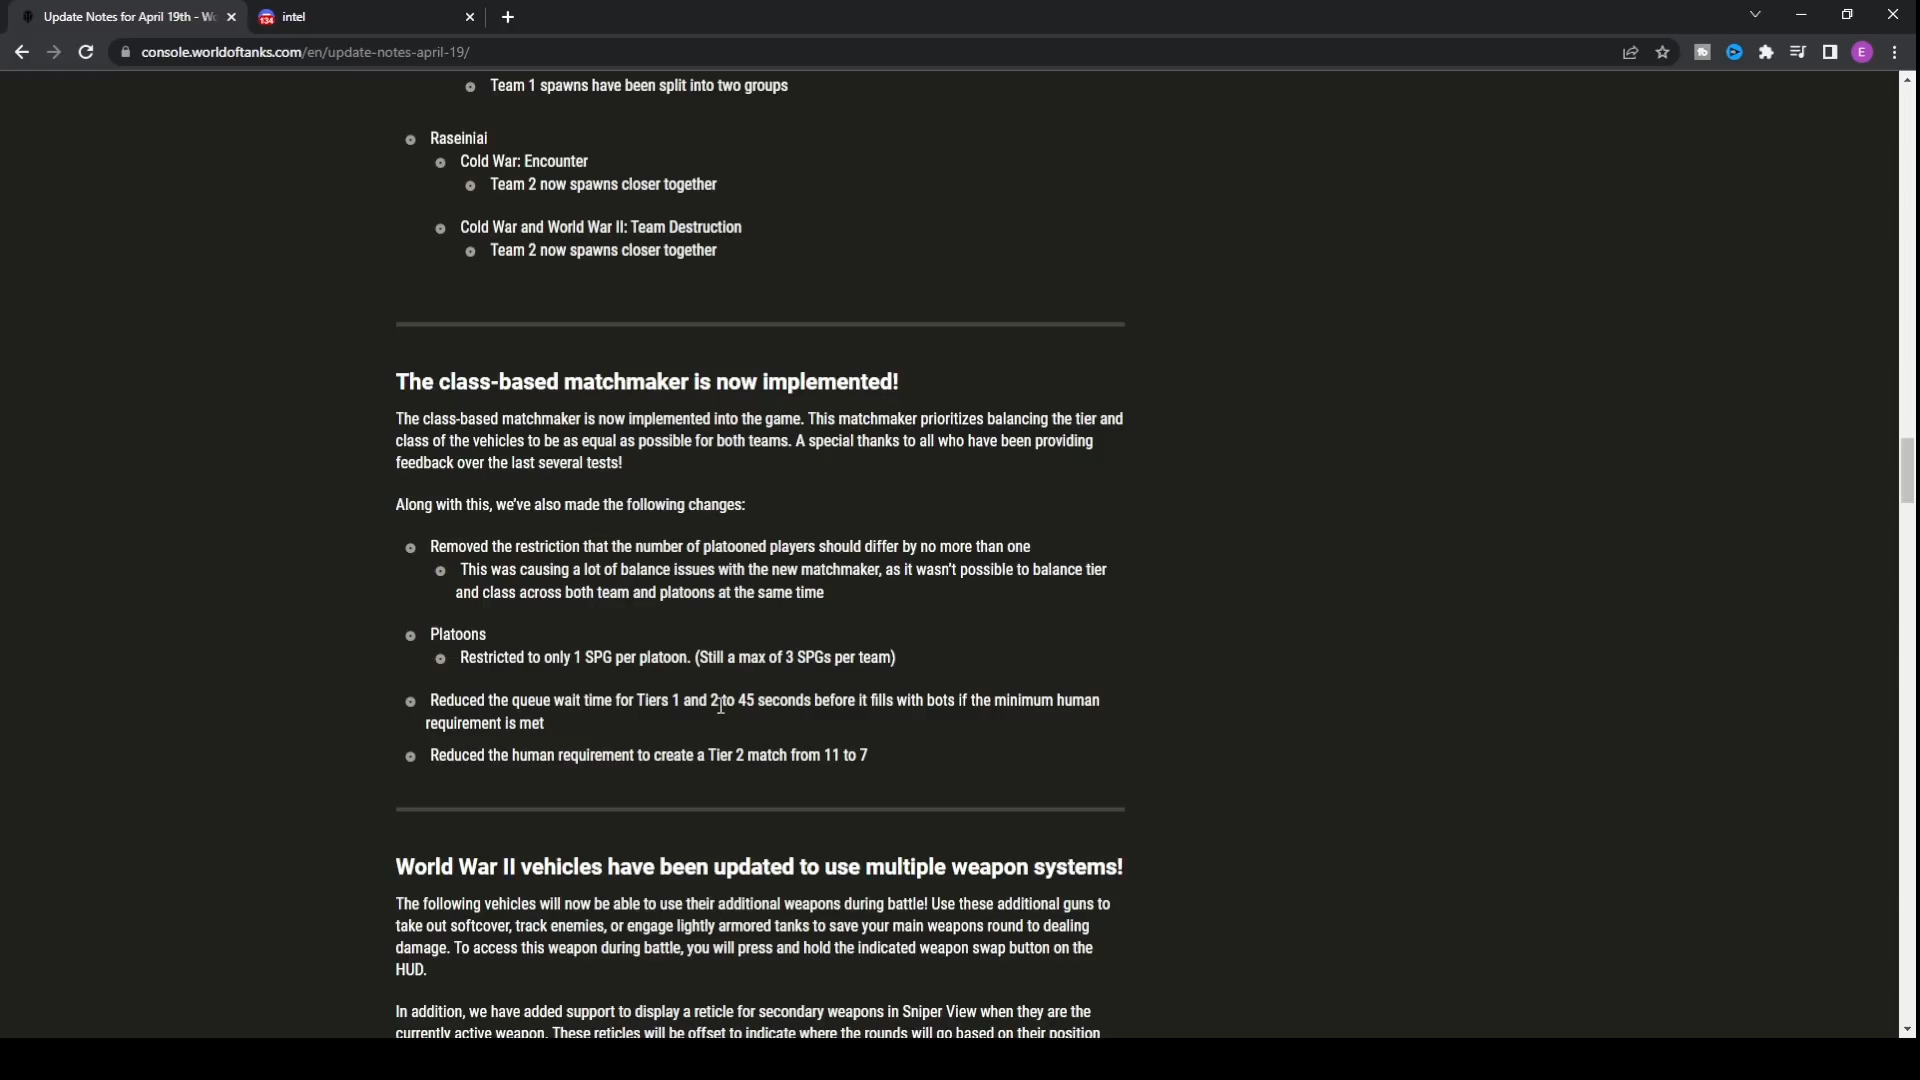 Update Notes for April 19th - Wo
134
intel
console.worldoftanks.com/en/update-notes-april-19/
E
Team 1 spawns have been split into two groups
Raseiniai
Cold War: Encounter
Team 2 now spawns closer together
Cold War and World War II: Team Destruction
Team 2 now spawns closer together
The class-based matchmaker is now implemented!
The class-based matchmaker is now implemented into the game. This matchmaker prioritizes balancing the tier and
class of the vehicles to be as equal as possible for both teams. A special thanks to all who have been providing
feedback over the last several tests!
Along with this, we've also made the following changes:
Removed the restriction that the number of platooned players should differ by no more than one
This was causing a lot of balance issues with the new matchmaker, as it wasn't possible to balance tier
and class across both team and platoons at the same time
Platoons
Restricted to only 1 SPG per platoon. (Still a max of 3 SPGs per team)
Reduced the queue wait time for Tiers 1 and 2 to 45 seconds before it fills with bots if the minimum human
requirement is met
Reduced the human requirement to create a Tier 2 match from 11 to 7
World War II vehicles have been updated to use multiple weapon systems!
The following vehicles will now be able to use their additional weapons during battle! Use these additional guns to
take out softcover, track enemies, or engage lightly armored tanks to save your main weapons round to dealing
damage. To access this weapon during battle, you will press and hold the indicated weapon swap button on the
HUD.
In addition, we have added support to display a reticle for secondary weapons in Sniper View when they are the
currently active weapon. These reticles will be offset to indicate where the rounds will go based on their position